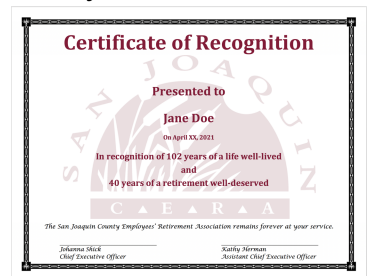 Certificate of Recognition
SAN JOAQUIN
Presented to
Jane Doe
On April XX, 2021
In recognition of 102 years of a life well-lived
and
40 years of a retirement well-deserved
C ▲ E ▲ R ▲ A
The San Joaquin County Employees' Retirement Association remains forever at your service.
Johanna Shick Kathy Herman
Chief Executive Officer Assistant Chief Executive Officer